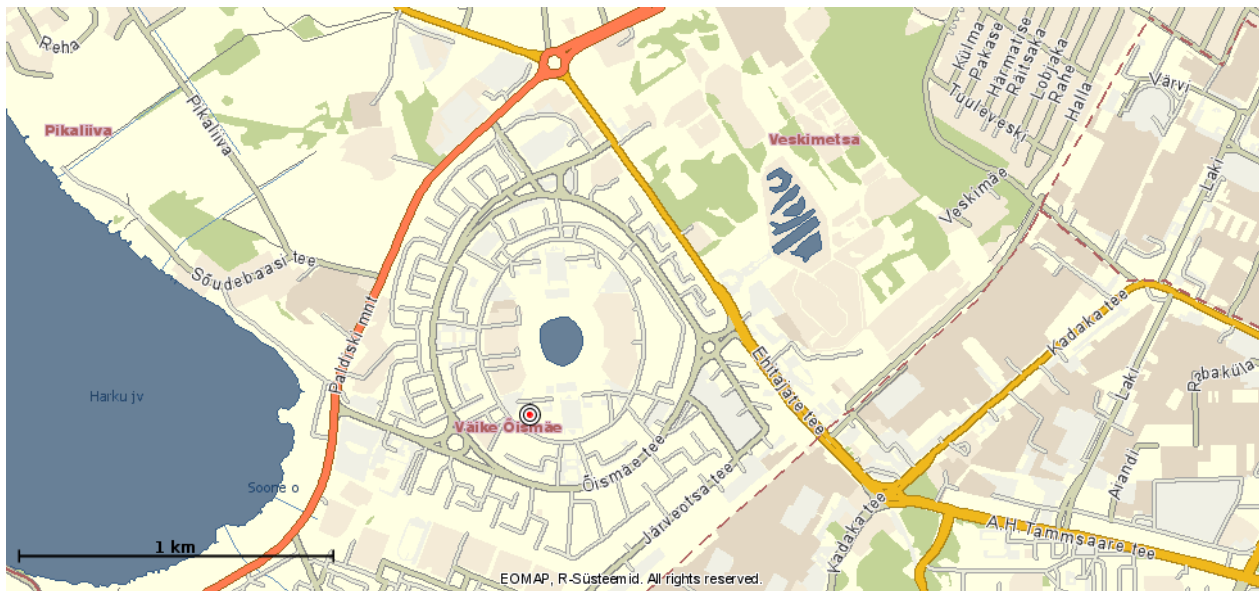 Reha
Pikaliiva
Pikaliiva
Veskimetsa
Külma
Pakase
Härmatise
Räitsaka
Lobjaka
Rahe
Halla
Tuuleveski
Värvi
Laki
Veskimäe
Sõudebaasi tee
Paldiski mnt
Kadaka tee
Ehitajate tee
Harku jv
Väike Õismäe
Laki
Õismäe tee
Aiandi
Soone o
Järveotsa tee
Kadaka tee
A.H.Tammsaare tee
1 km
EOMAP, R-Süsteemid. All rights reserved.